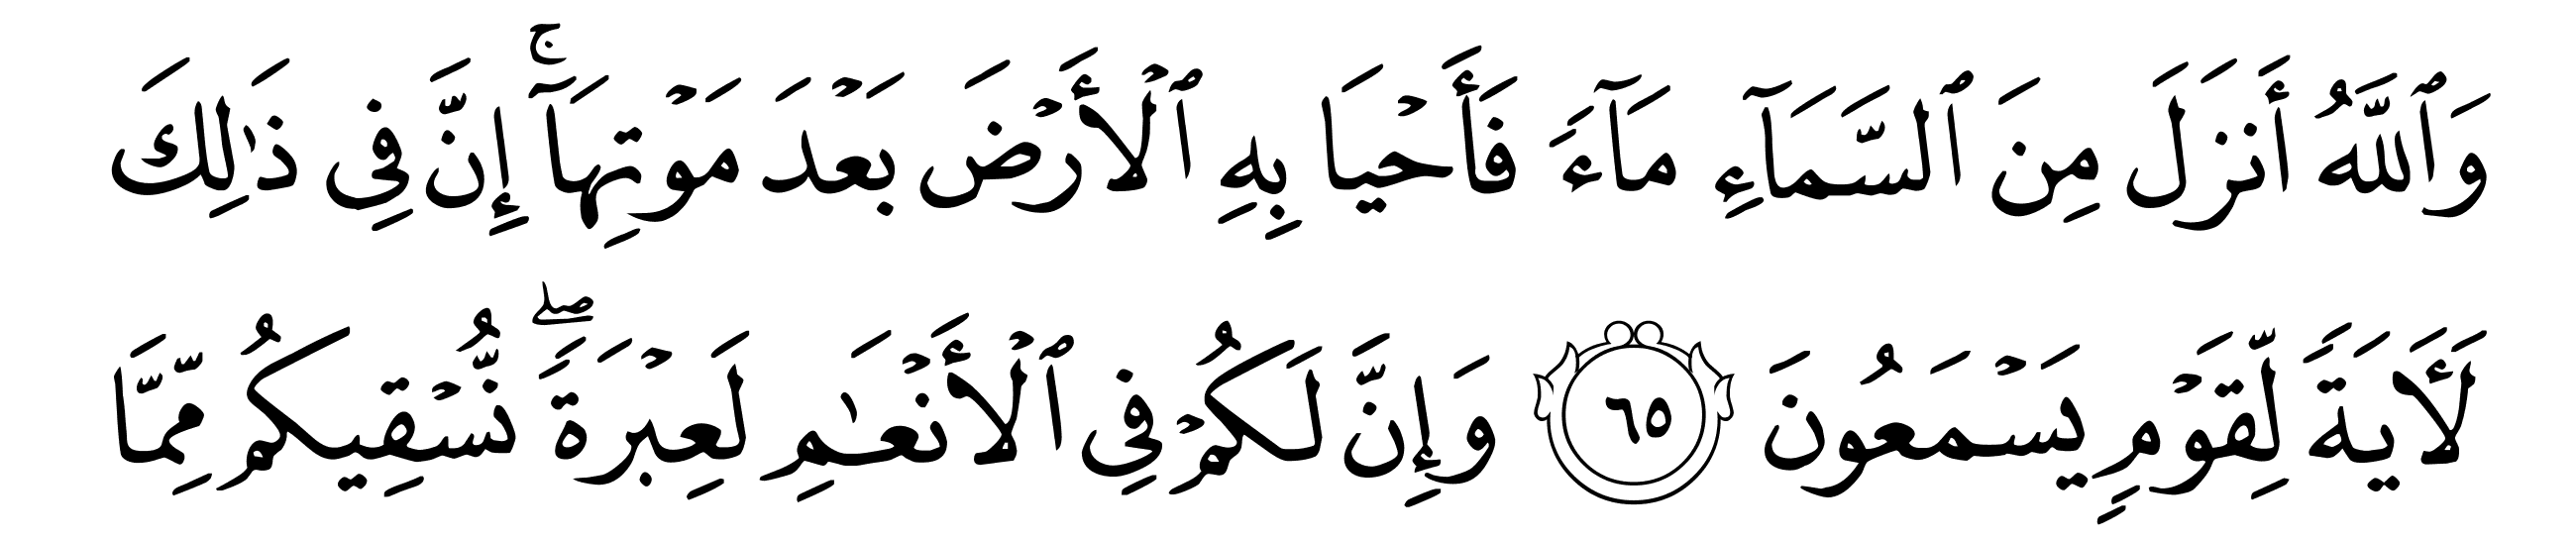 وَٱللَّهُ أَنزَلَ مِنَ ٱلسَّمَآءِ مَآءً فَأَحۡيَا بِهِ ٱلۡأَرۡضَ بَعۡدَ مَوۡتِهَآۚ إِنَّ فِي ذَٰلِكَ
لَأٓيَةً لِّقَوۡمٍ يَسۡمَعُونَ ٦٥ وَإِنَّ لَكُمۡ فِي ٱلۡأَنۡعَٰمِ لَعِبۡرَةًۖ نُّسۡقِيكُم مِّمَّا